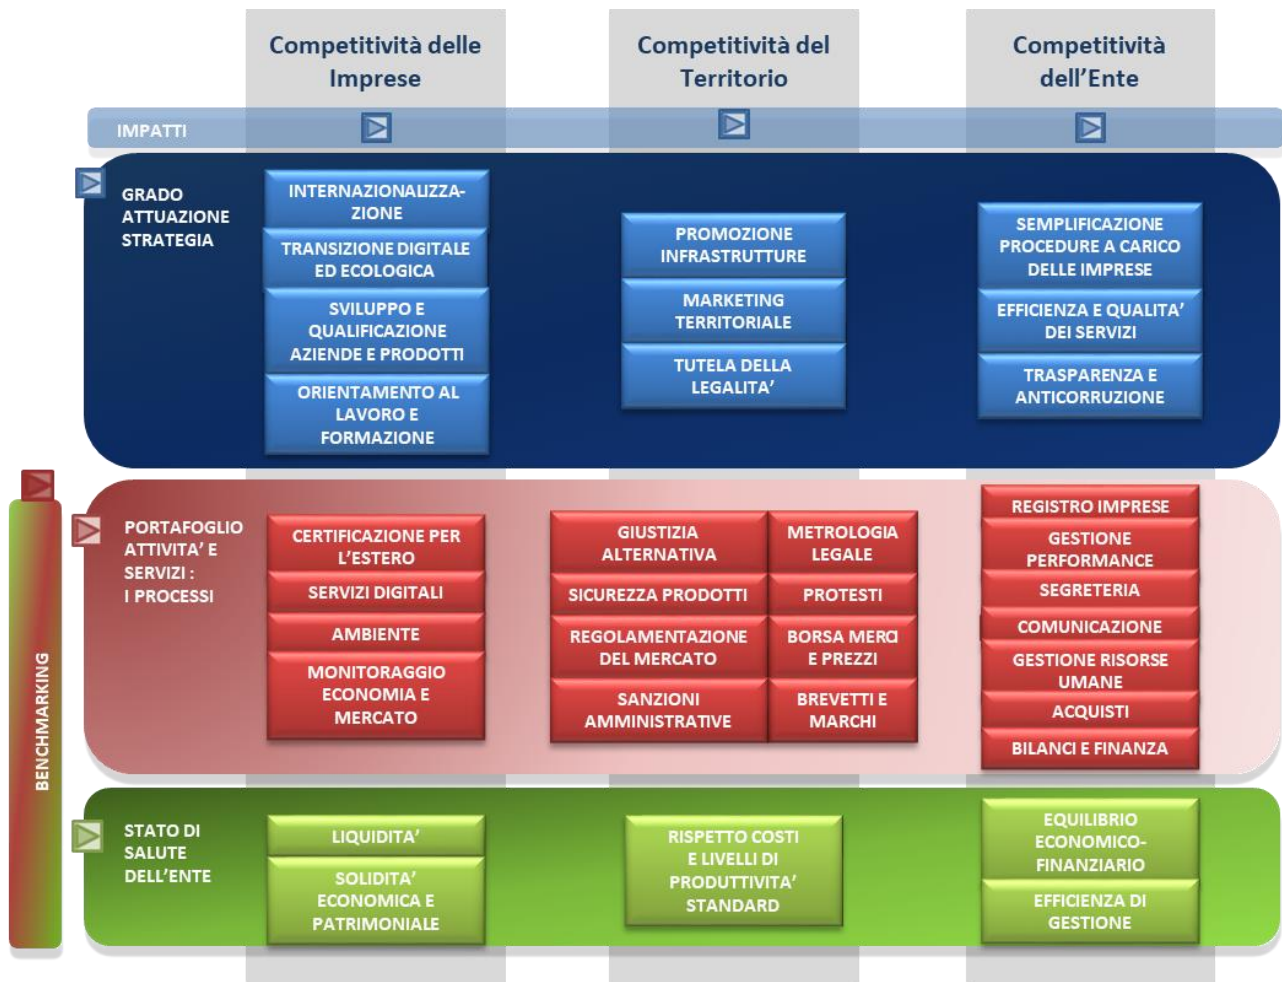 Competitività delle
Imprese
Competitività del
Territorio
Competitività
dell’Ente
IMPATTI
GRADO
ATTUAZIONE
STRATEGIA
INTERNAZIONALIZZA-
ZIONE
TRANSIZIONE DIGITALE
ED ECOLOGICA
SVILUPPO E
QUALIFICAZIONE
AZIENDE E PRODOTTI
ORIENTAMENTO AL
LAVORO E
FORMAZIONE
PROMOZIONE
INFRASTRUTTURE
MARKETING
TERRITORIALE
TUTELA DELLA
LEGALITA’
SEMPLIFICAZIONE
PROCEDURE A CARICO
DELLE IMPRESE
EFFICIENZA E QUALITA’
DEI SERVIZI
TRASPARENZA E
ANTICORRUZIONE
BENCHMARKING
PORTAFOGLIO
ATTIVITA’ E
SERVIZI :
I PROCESSI
CERTIFICAZIONE PER
L’ESTERO
SERVIZI DIGITALI
AMBIENTE
MONITORAGGIO
ECONOMIA E
MERCATO
GIUSTIZIA
ALTERNATIVA
SICUREZZA PRODOTTI
REGOLAMENTAZIONE
DEL MERCATO
SANZIONI
AMMINISTRATIVE
METROLOGIA
LEGALE
PROTESTI
BORSA MERCI
E PREZZI
BREVETTI E
MARCHI
REGISTRO IMPRESE
GESTIONE
PERFORMANCE
SEGRETERIA
COMUNICAZIONE
GESTIONE RISORSE
UMANE
ACQUISTI
BILANCI E FINANZA
STATO DI
SALUTE
DELL’ENTE
LIQUIDITA’
SOLIDITA’
ECONOMICA E
PATRIMONIALE
RISPETTO COSTI
E LIVELLI DI
PRODUTTIVITA’
STANDARD
EQUILIBRIO
ECONOMICO-
FINANZIARIO
EFFICIENZA DI
GESTIONE